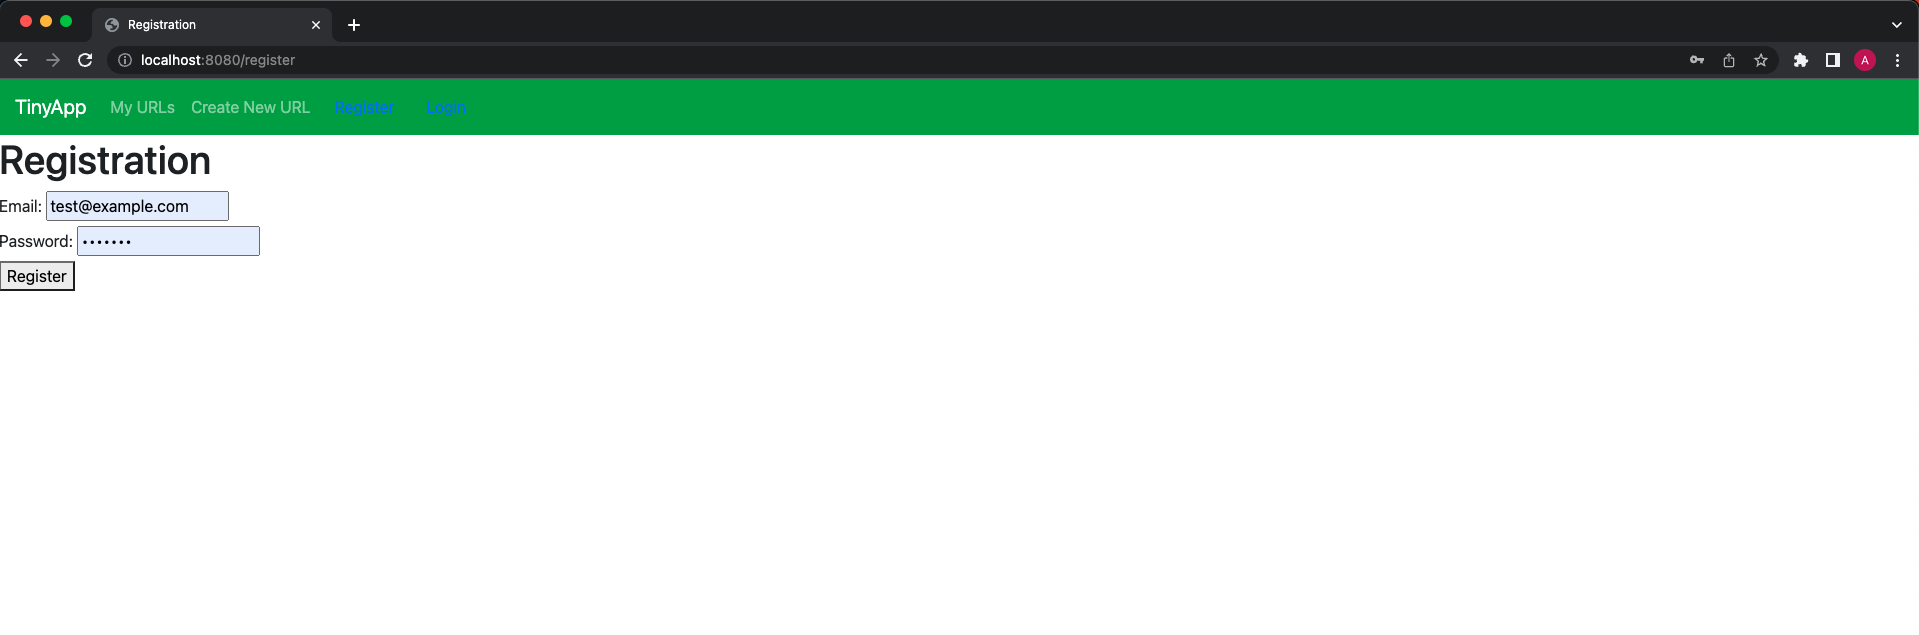 Registration
localhost:8080/register
A
TinyApp My URLs Create New URL Register Login
Registration
Email: test@example.com
Password: •••••••
Register